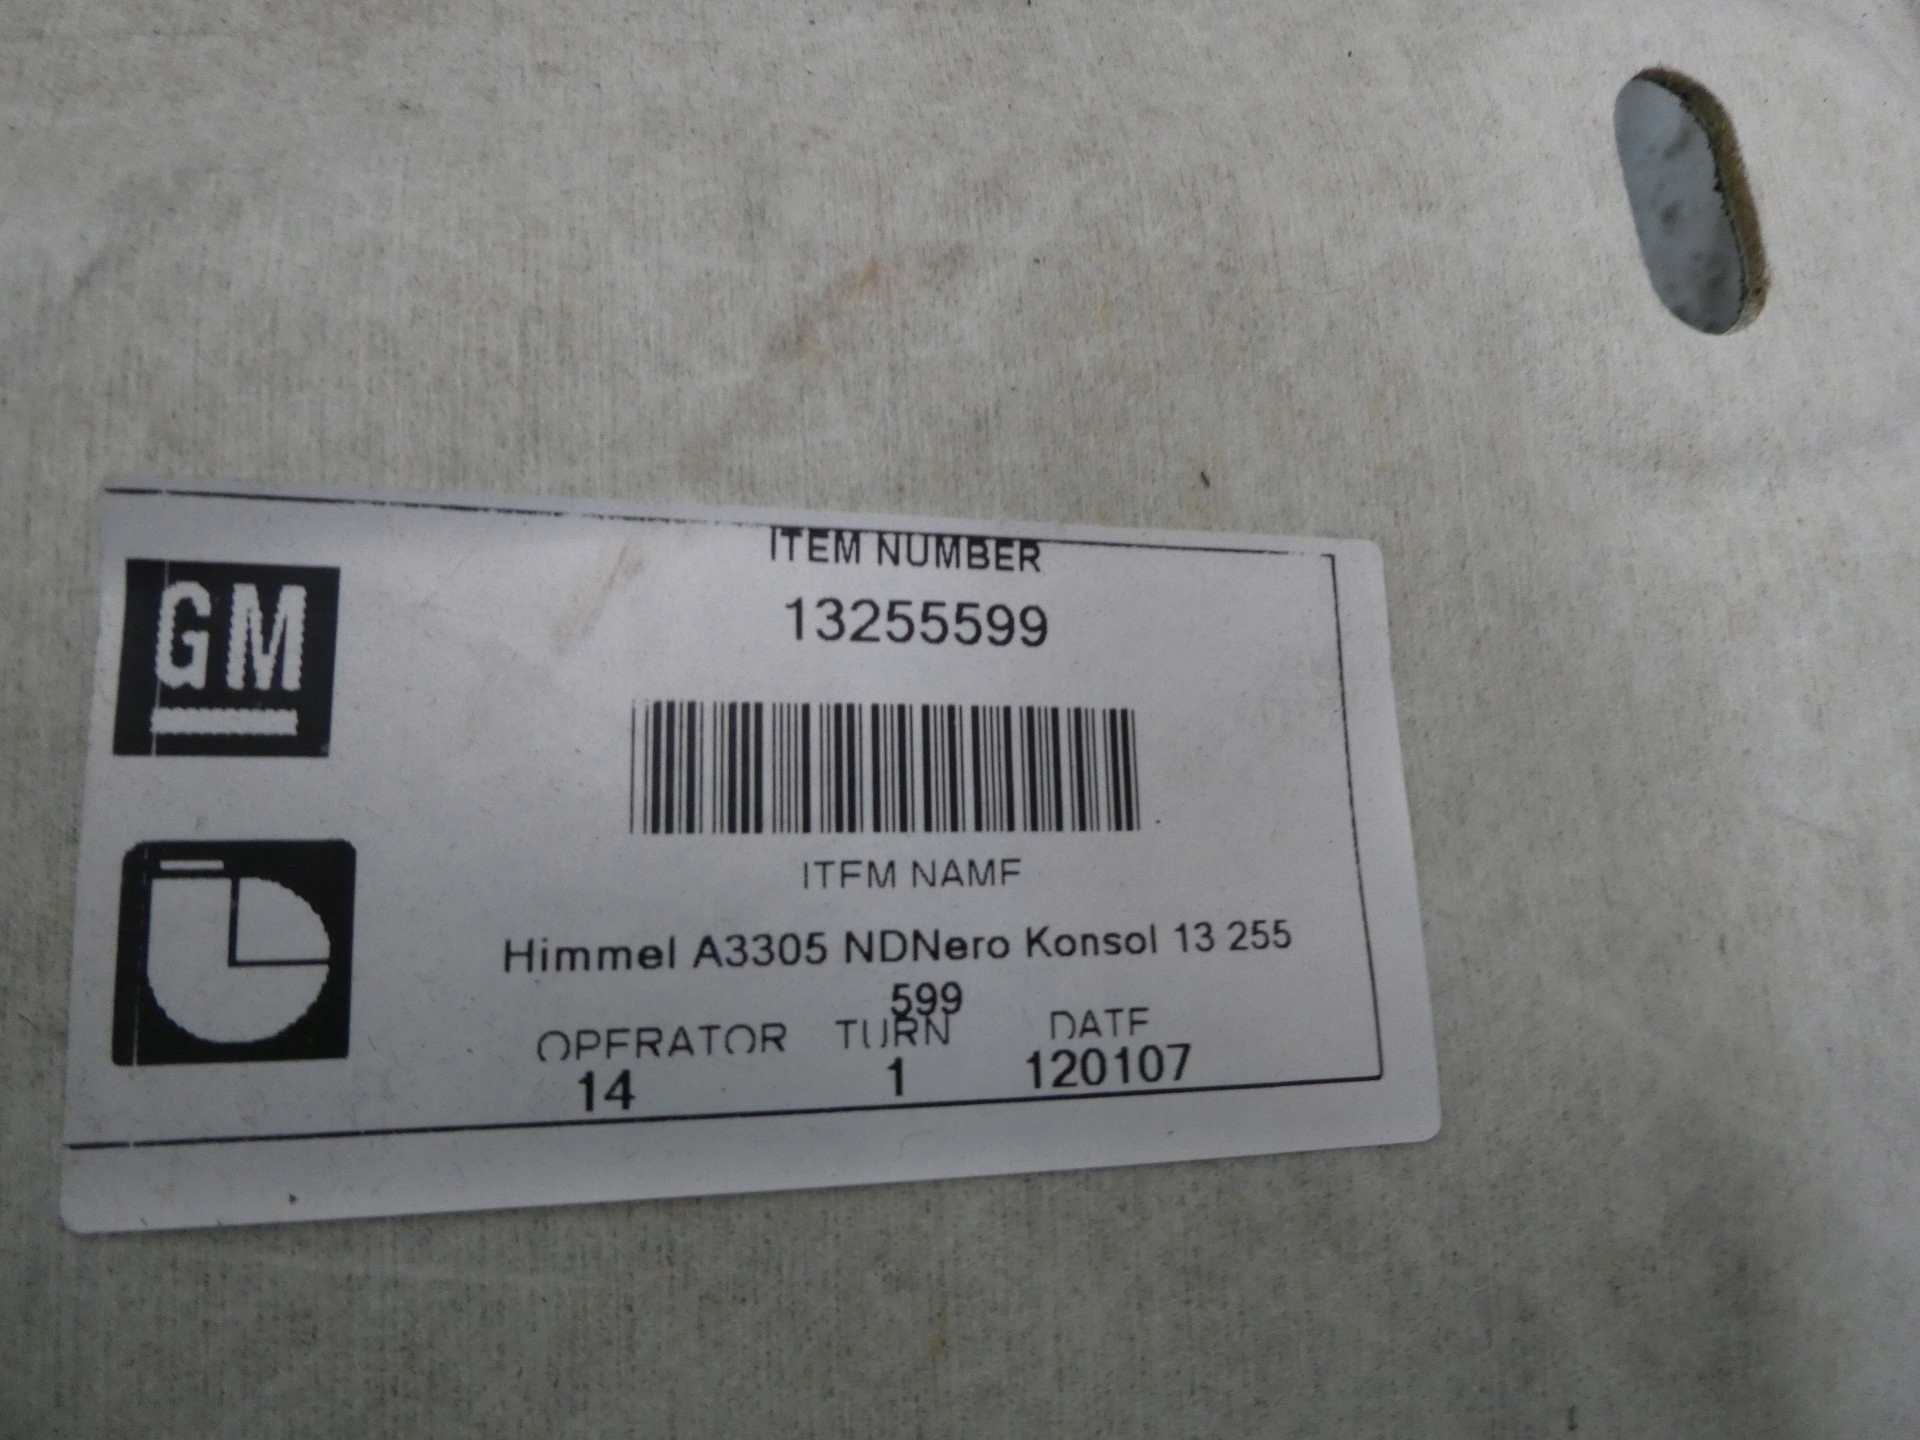 GM
ITEM NUMBER
13255599
ITEM NAME
Himmel A3305 NDNero Konsol 13 255
599
OPERATOR TURN DATE
14 1 120107